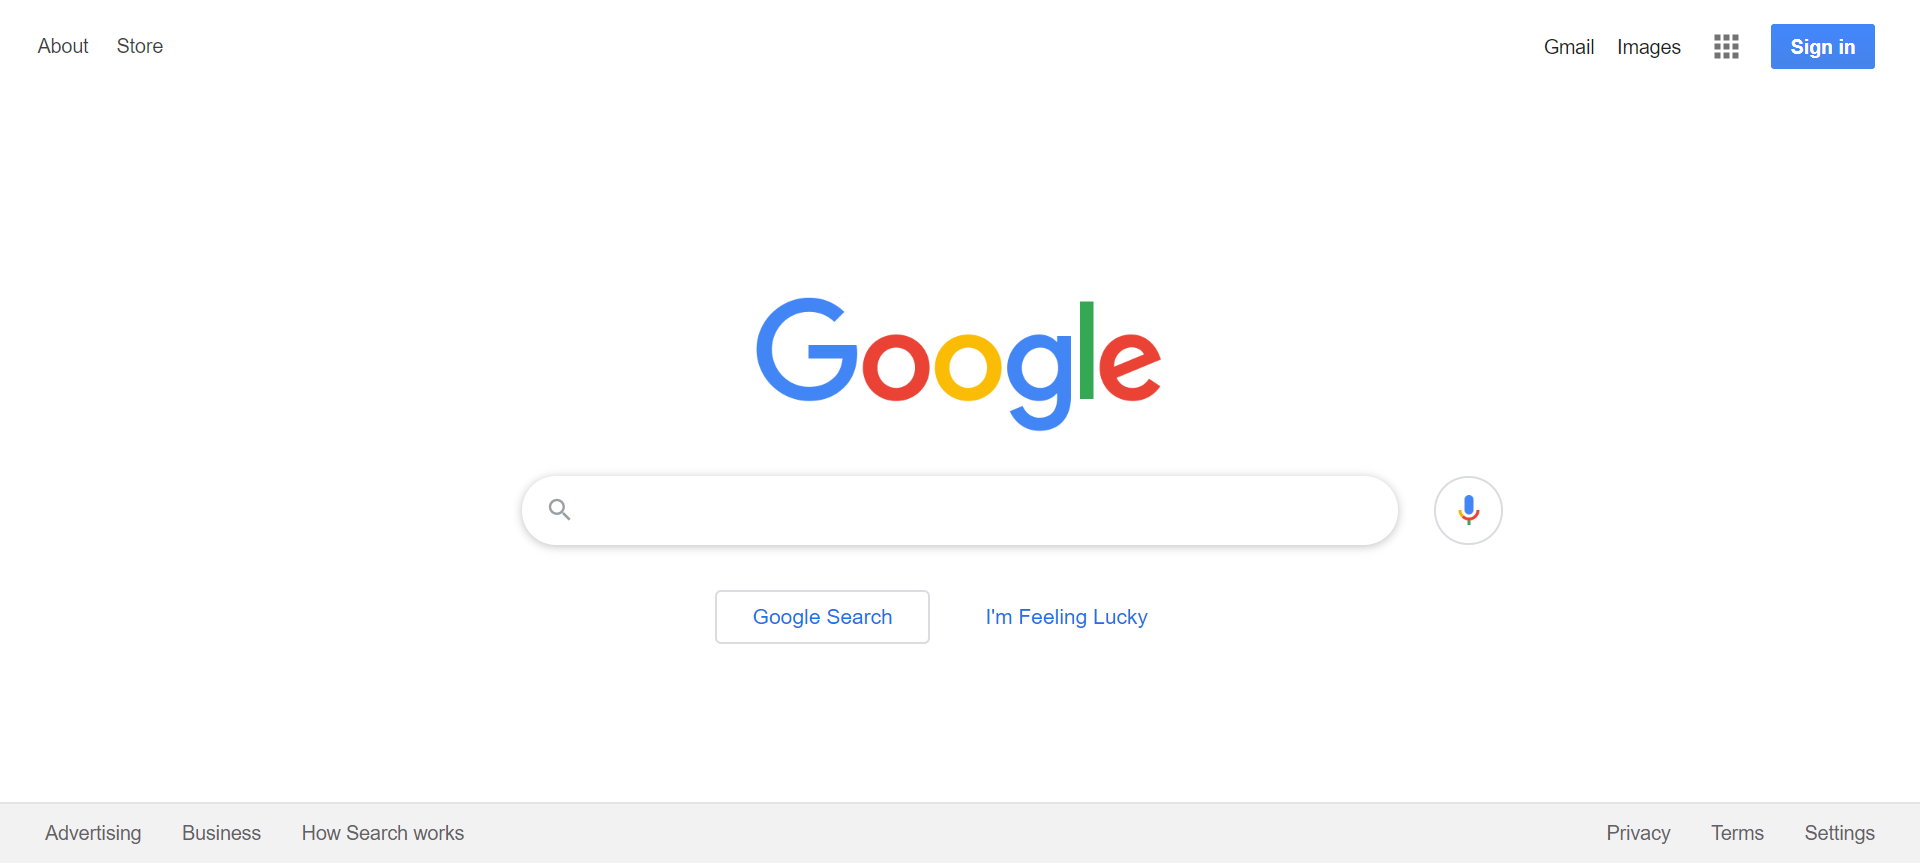 About Store Gmail Images Sign in
Google
Google Search I'm Feeling Lucky
Advertising Business How Search works Privacy Terms Settings